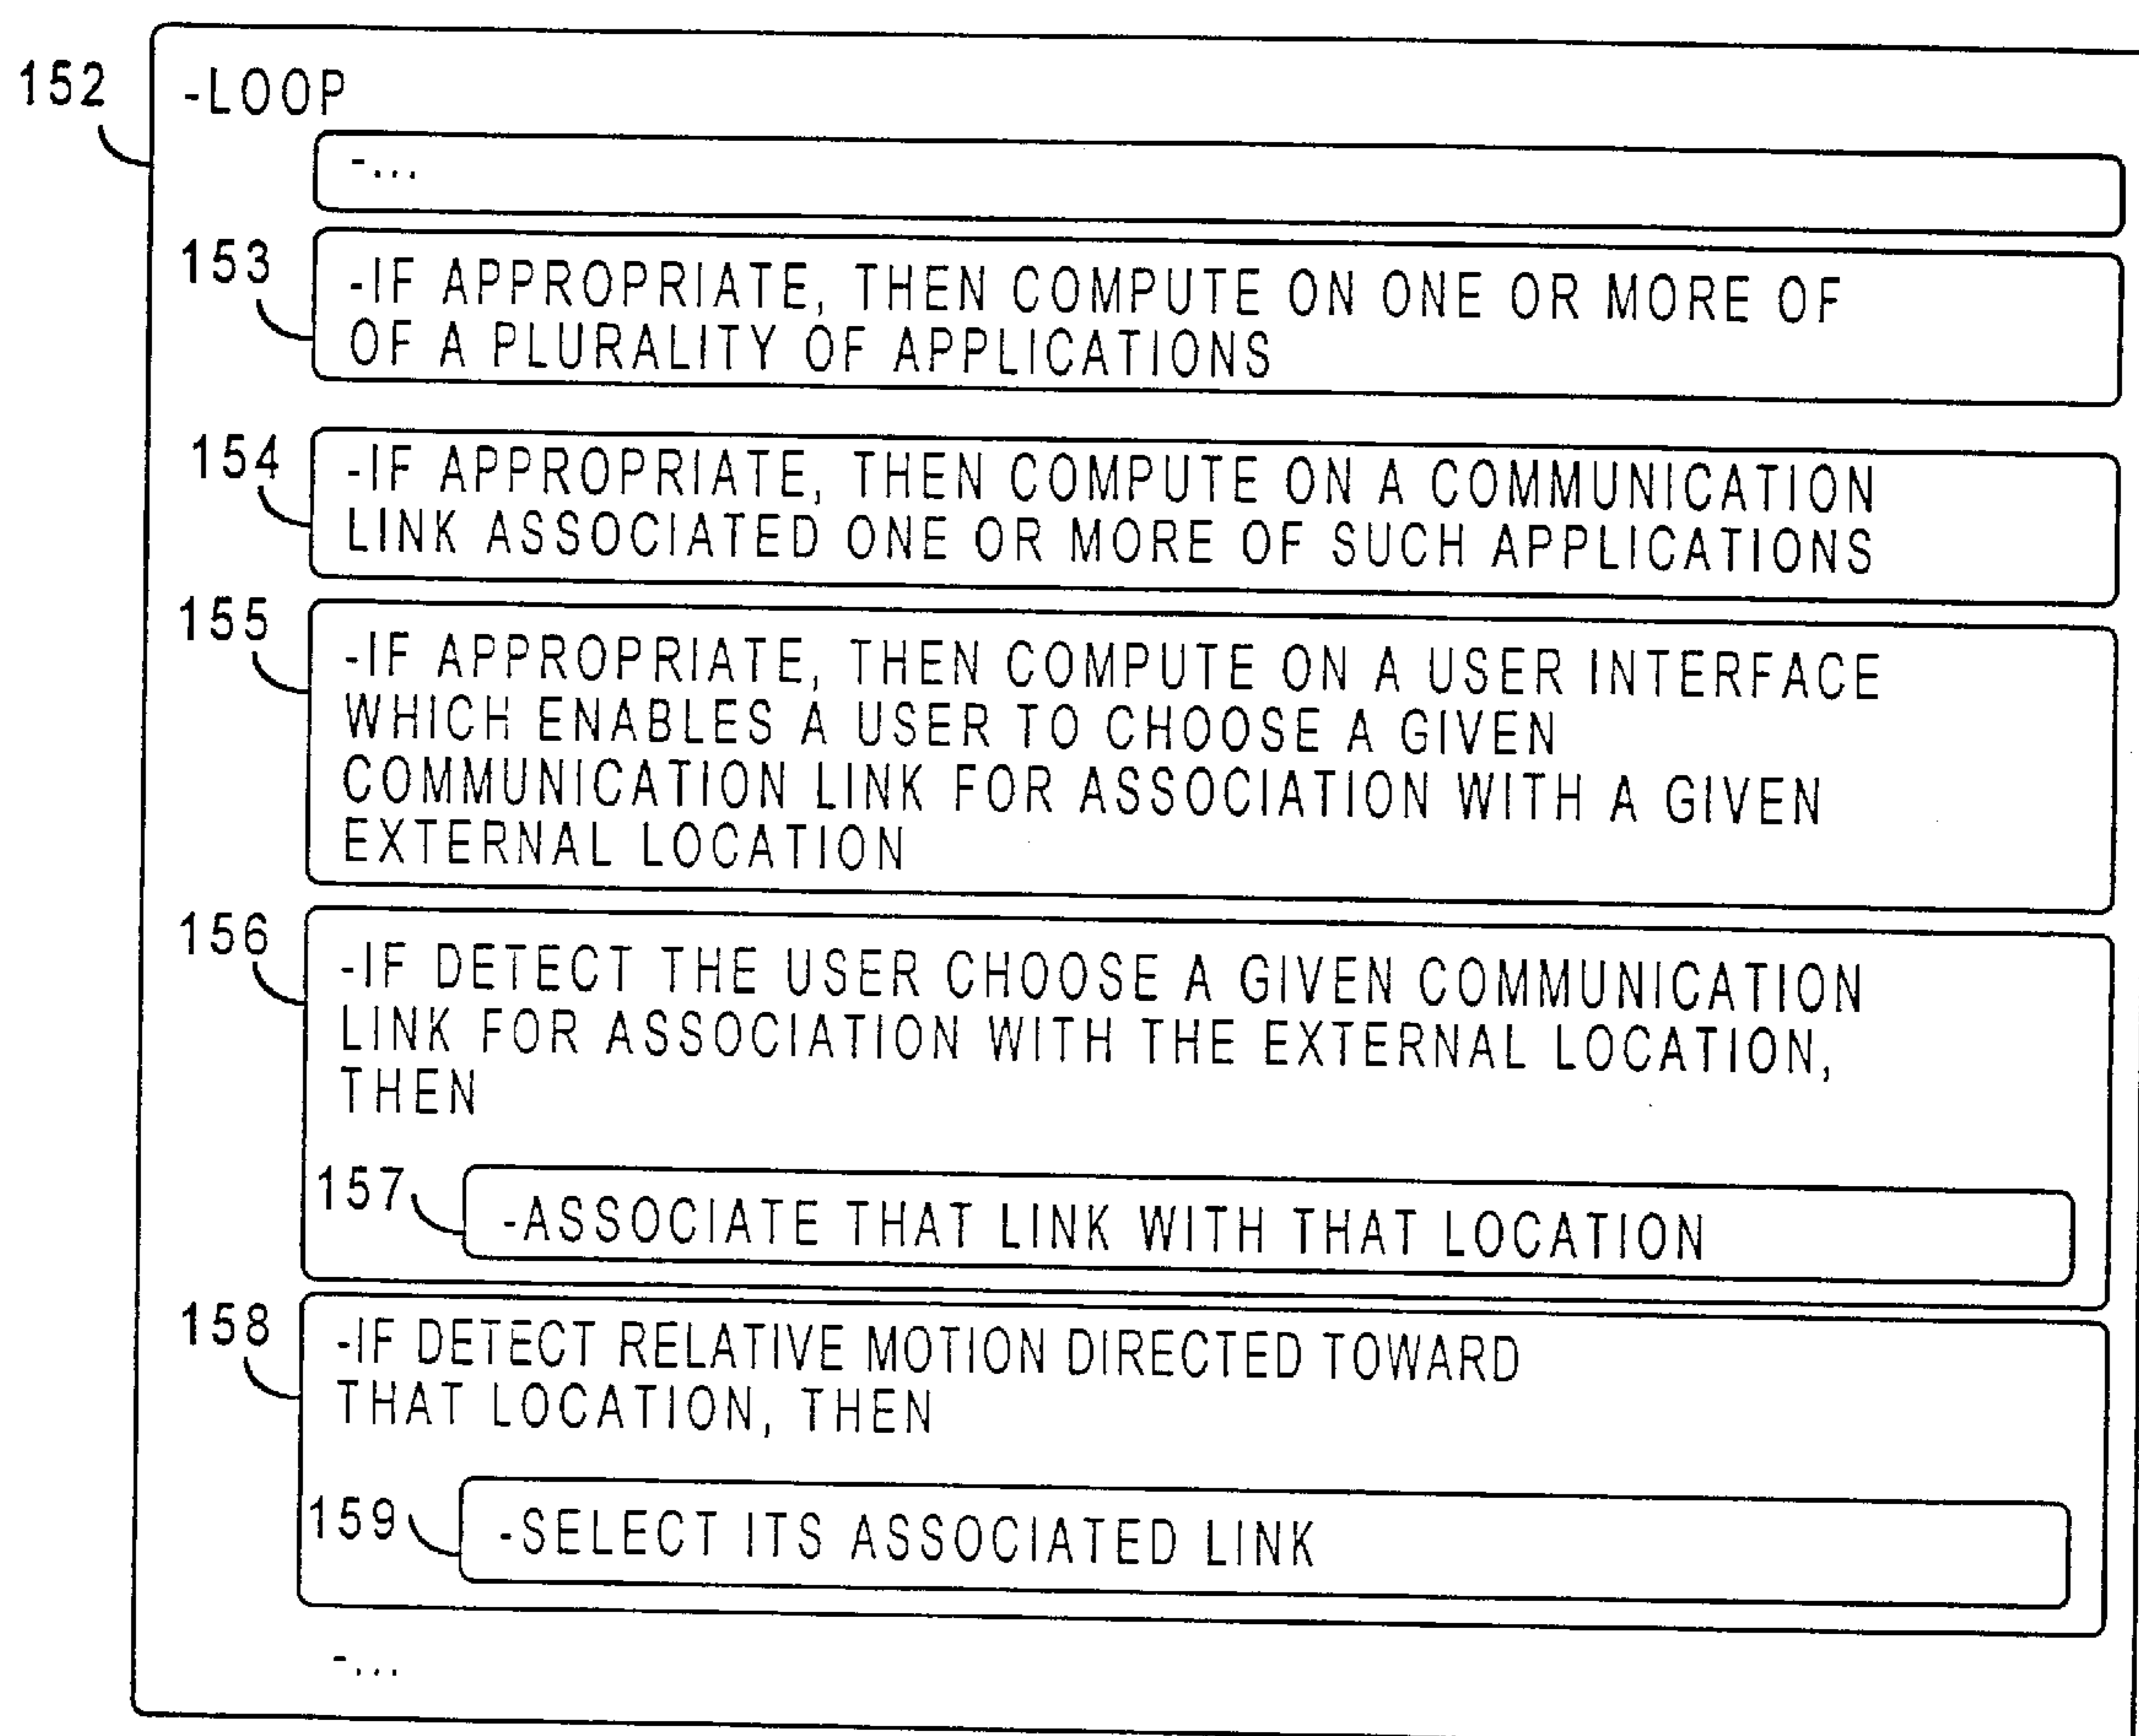 152
-LOOP
-...
153
-IF APPROPRIATE, THEN COMPUTE ON ONE OR MORE OF
OF A PLURALITY OF APPLICATIONS
154
-IF APPROPRIATE, THEN COMPUTE ON A COMMUNICATION
LINK ASSOCIATED ONE OR MORE OF SUCH APPLICATIONS
155
-IF APPROPRIATE, THEN COMPUTE ON A USER INTERFACE
WHICH ENABLES A USER TO CHOOSE A GIVEN
COMMUNICATION LINK FOR ASSOCIATION WITH A GIVEN
EXTERNAL LOCATION
156
-IF DETECT THE USER CHOOSE A GIVEN COMMUNICATION
LINK FOR ASSOCIATION WITH THE EXTERNAL LOCATION,
THEN
157
-ASSOCIATE THAT LINK WITH THAT LOCATION
158
-IF DETECT RELATIVE MOTION DIRECTED TOWARD
THAT LOCATION, THEN
159
-SELECT ITS ASSOCIATED LINK
-...